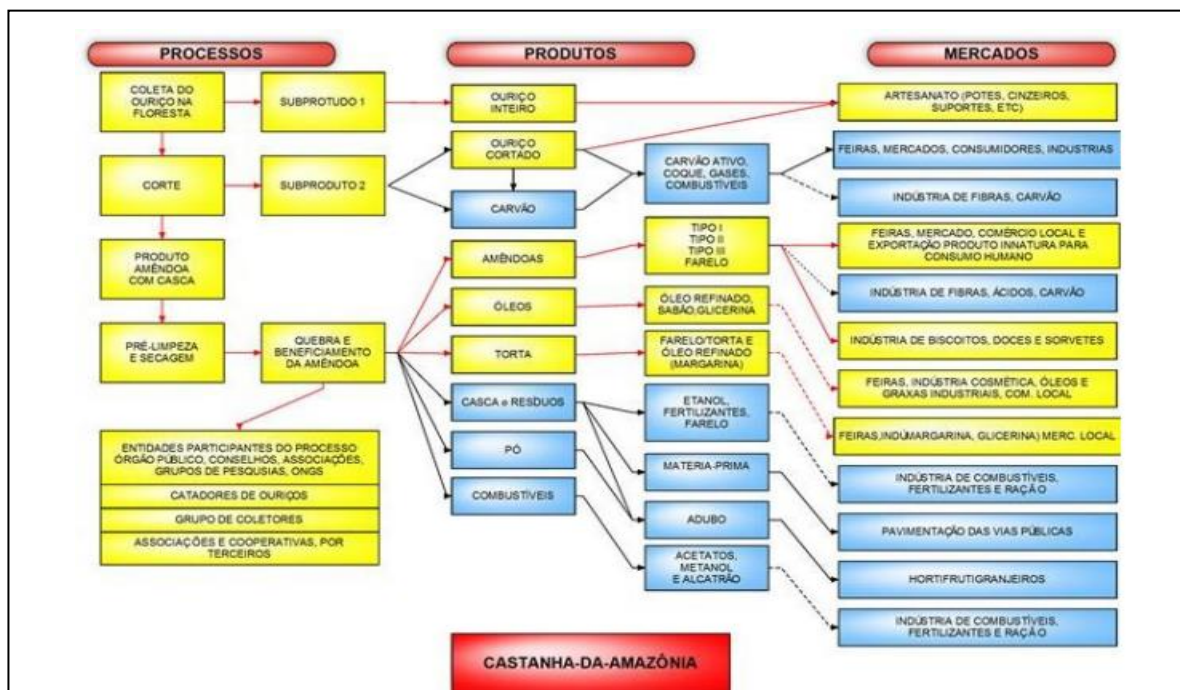 PROCESSOS
PRODUTOS
MERCADOS
COLETA DO
OURIÇO NA
FLORESTA
SUBPROTUDO 1
OURIÇO
INTEIRO
ARTESANATO (POTES, CINZEIROS,
SUPORTES, ETC)
CORTE
SUBPRODUTO 2
OURIÇO
CORTADO
CARVÃO
CARVÃO ATIVO,
COQUE, GASES,
COMBUSTÍVEIS
FEIRAS, MERCADOS, CONSUMIDORES, INDUSTRIAS
INDÚSTRIA DE FIBRAS, CARVÃO
PRODUTO
AMÊNDOA
COM CASCA
AMÊNDOAS
TIPO I
TIPO II
TIPO III
FARELO
FEIRAS, MERCADO, COMÉRCIO LOCAL E
EXPORTAÇÃO PRODUTO INNATURA PARA
CONSUMO HUMANO
INDÚSTRIA DE FIBRAS, ÁCIDOS, CARVÃO
PRÉ-LIMPEZA
E SECAGEM
QUEBRA E
BENEFICIAMENTO
DA AMÊNDOA
ÓLEOS
ÓLEO REFINADO,
SABÃO,GLICERINA
INDÚSTRIA DE BISCOITOS, DOCES E SORVETES
TORTA
FARELO/TORTA E
ÓLEO REFINADO
(MARGARINA)
FEIRAS, INDÚSTRIA COSMÉTICA, ÓLEOS E
GRAXAS INDUSTRIAIS, COM. LOCAL
CASCA e RESÍDUOS
ETANOL,
FERTILIZANTES,
FARELO
FEIRAS,INDÚMARGARINA, GLICERINA) MERC. LOCAL
ENTIDADES PARTICIPANTES DO PROCESSO
ÓRGÃO PÚBLICO, CONSELHOS, ASSOCIAÇÕES,
GRUPOS DE PESQUSIAS, ONGS
CATADORES DE OURIÇOS
GRUPO DE COLETORES
ASSOCIAÇÕES E COOPERATIVAS, POR
TERCEIROS
PÓ
MATERIA-PRIMA
INDÚSTRIA DE COMBUSTÍVEIS,
FERTILIZANTES E RAÇÃO
COMBUSTÍVEIS
ADUBO
PAVIMENTAÇÃO DAS VIAS PÚBLICAS
ACETATOS,
METANOL
E ALCATRÃO
HORTIFRUTIGRANJEIROS
INDÚSTRIA DE COMBUSTÍVEIS,
FERTILIZANTES E RAÇÃO
CASTANHA-DA-AMAZÔNIA